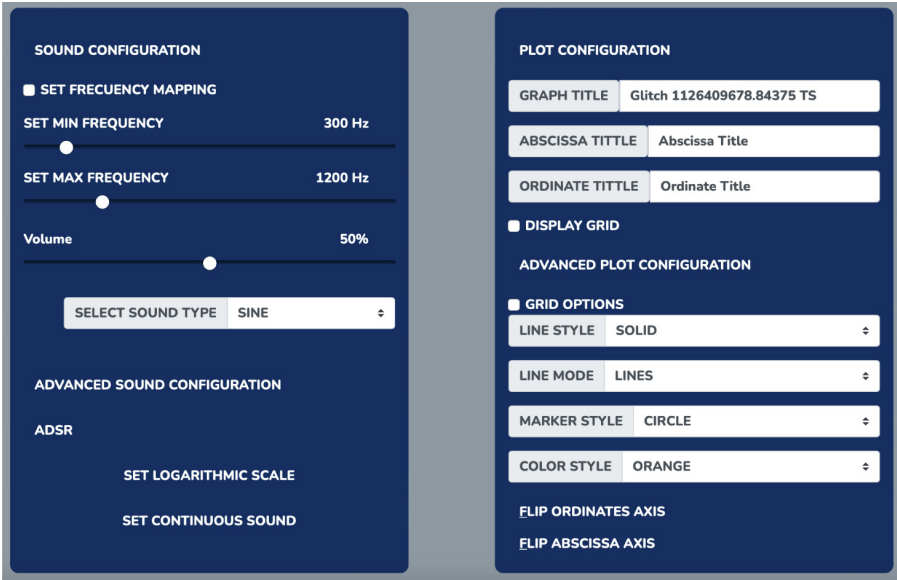 SOUND CONFIGURATION
SET FRECUENCY MAPPING
SET MIN FREQUENCY 300 Hz
SET MAX FREQUENCY 1200 Hz
Volume 50%
SELECT SOUND TYPE SINE
ADVANCED SOUND CONFIGURATION
ADSR
SET LOGARITHMIC SCALE
SET CONTINUOUS SOUND
PLOT CONFIGURATION
GRAPH TITLE Glitch 1126409678.84375 TS
ABSCISSA TITTLE Abscissa Title
ORDINATE TITTLE Ordinate Title
DISPLAY GRID
ADVANCED PLOT CONFIGURATION
GRID OPTIONS
LINE STYLE SOLID
LINE MODE LINES
MARKER STYLE CIRCLE
COLOR STYLE ORANGE
FLIP ORDINATES AXIS
FLIP ABSCISSA AXIS